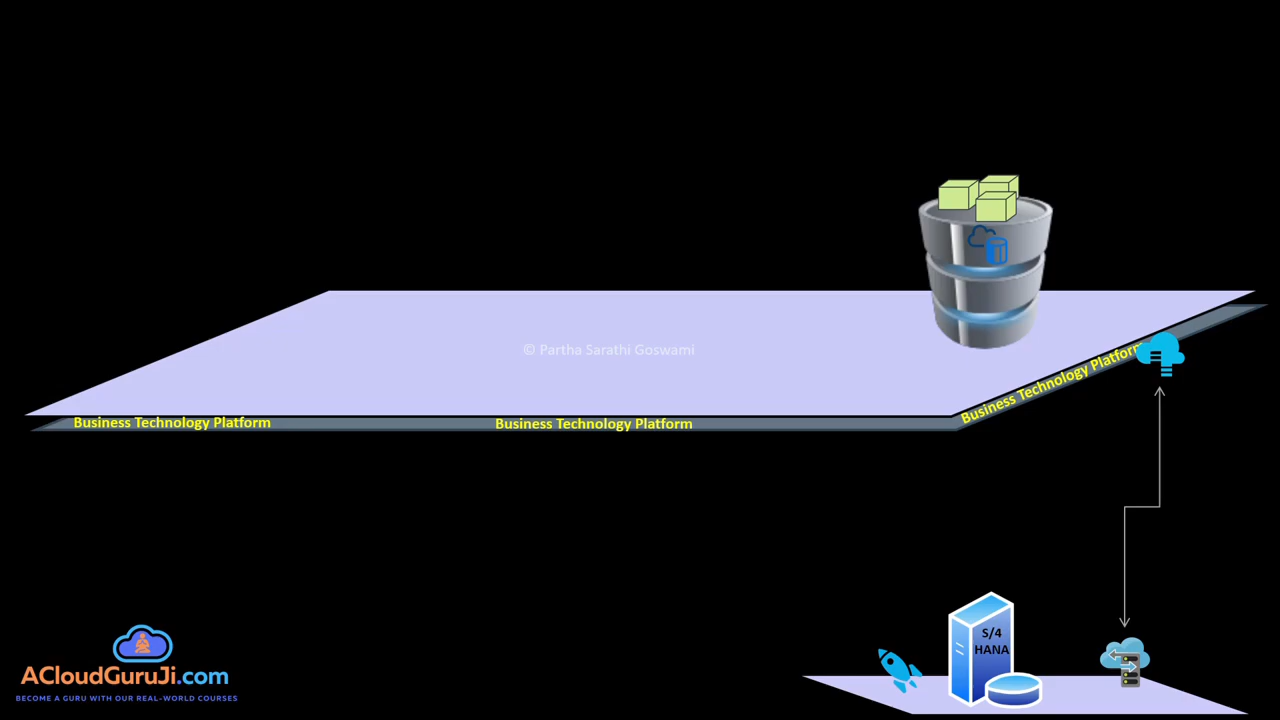 © Partha Sarathi Goswami
Business Technology Platform
Business Technology Platform
Business Technology Platform
S/4
HANA
ACloudGuruJi.com
BECOME A GURU WITH OUR REAL-WORLD COURSES